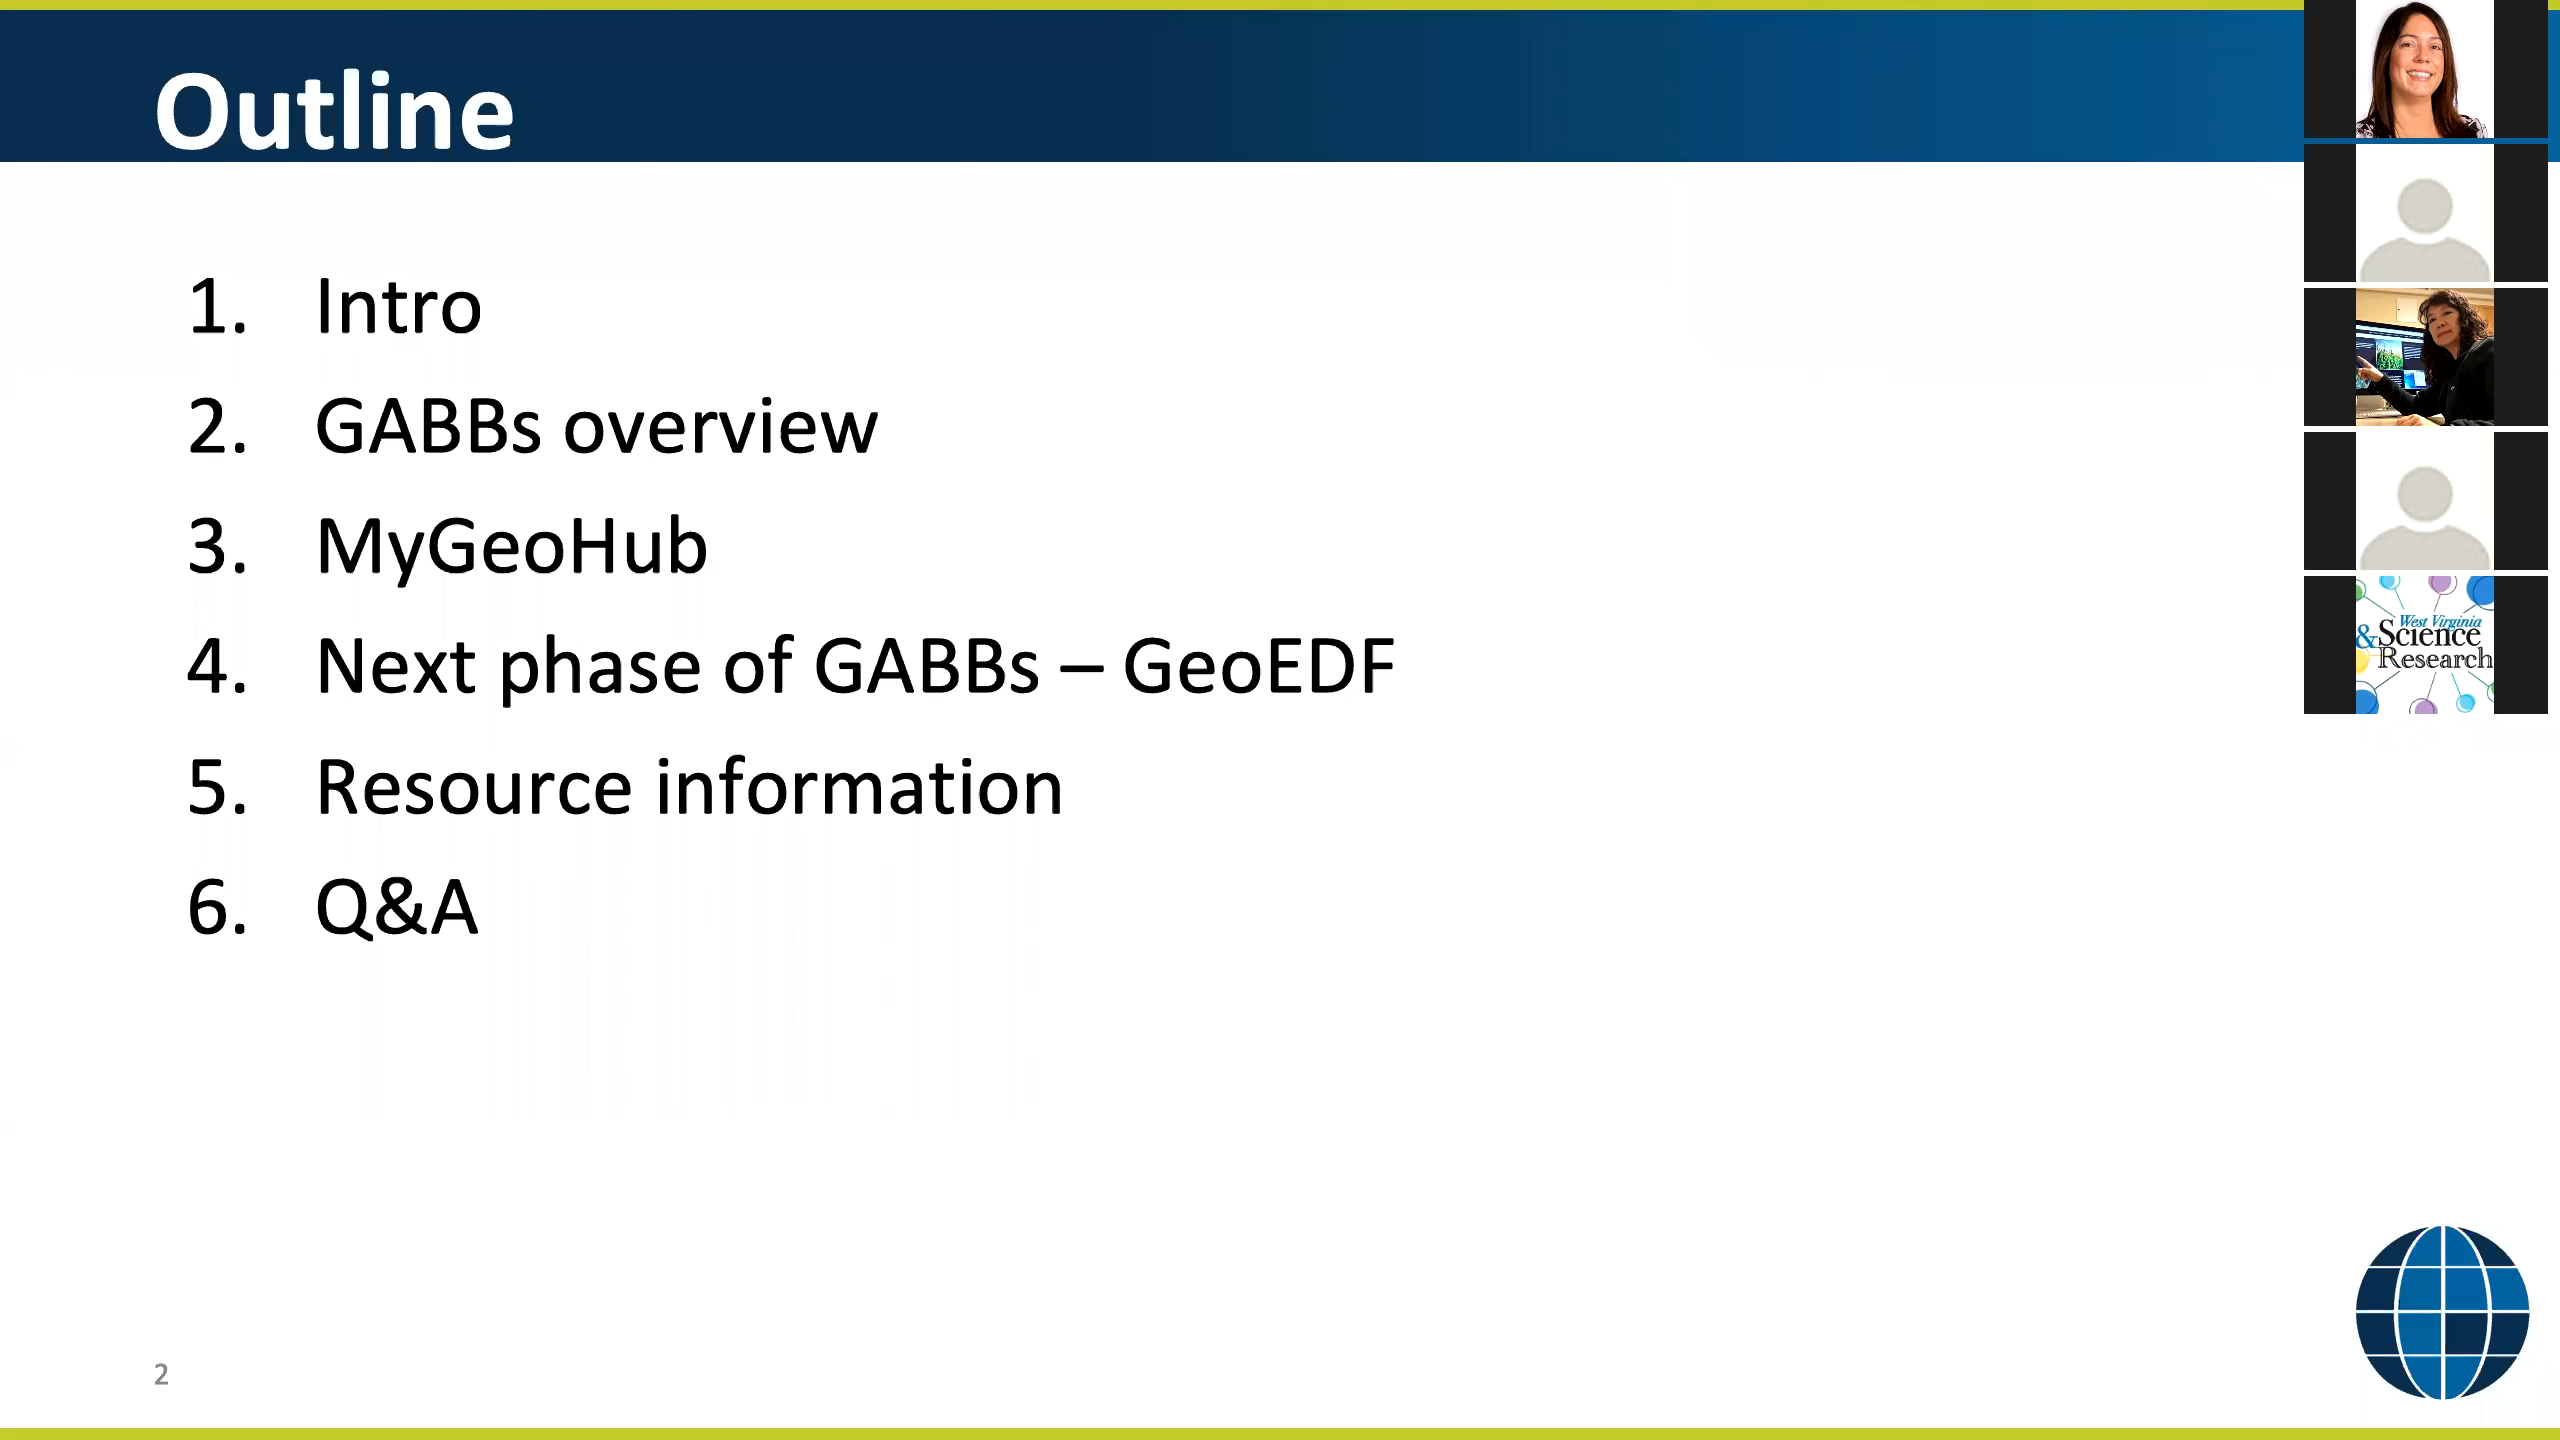 Outline
1. Intro
2. GABBs overview
3. MyGeoHub
4. Next phase of GABBs – GeoEDF
5. Resource information
6. Q&A
West Virginia
&Science
Research
2